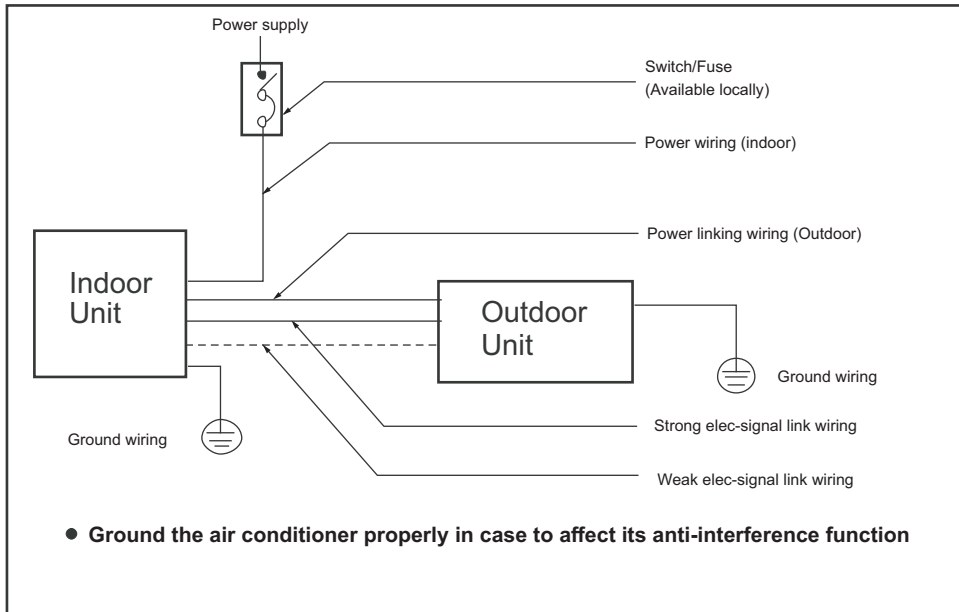 Power supply
Switch/Fuse
(Available locally)
Power wiring (indoor)
Power linking wiring (Outdoor)
Indoor
Unit
Outdoor
Unit
Ground wiring
Ground wiring
Strong elec-signal link wiring
Weak elec-signal link wiring
● Ground the air conditioner properly in case to affect its anti-interference function